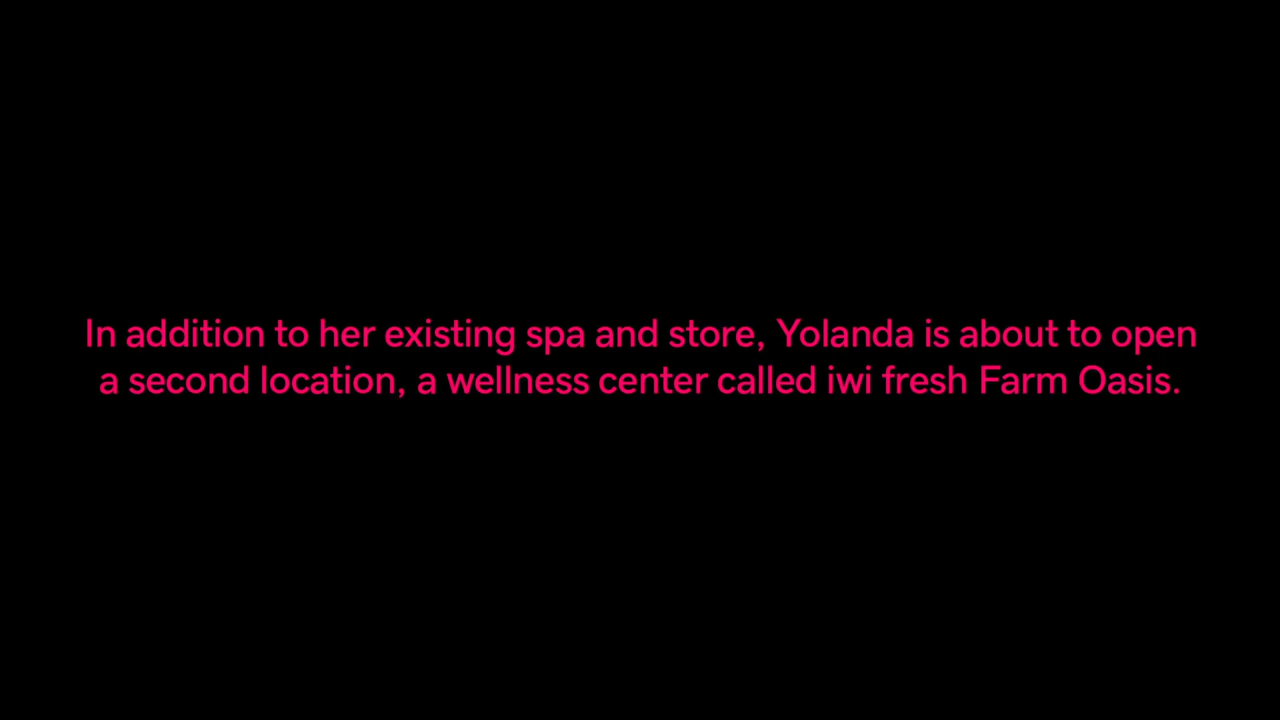 In addition to her existing spa and store, Yolanda is about to open
a second location, a wellness center called iwi fresh Farm Oasis.